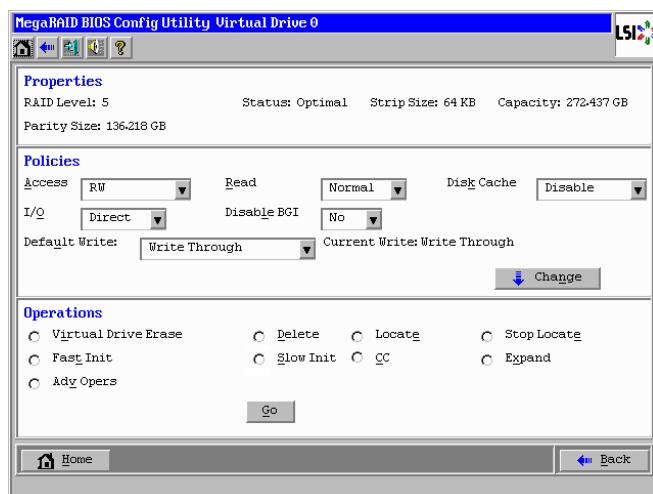 MegaRAID BIOS Config Utility Virtual Drive 0
LSI
Properties
RAID Level: 5 Status: Optimal Strip Size: 64 KB Capacity: 272.437 GB
Parity Size: 136.218 GB
Policies
Access RW Read Normal Disk Cache Disable
I/O Direct Disable BGI No
Default Write: Write Through Current Write: Write Through
Change
Operations
Virtual Drive Erase Delete Locate Stop Locate
Fast Init Slow Init CC Expand
Adv Opers
Go
Home Back